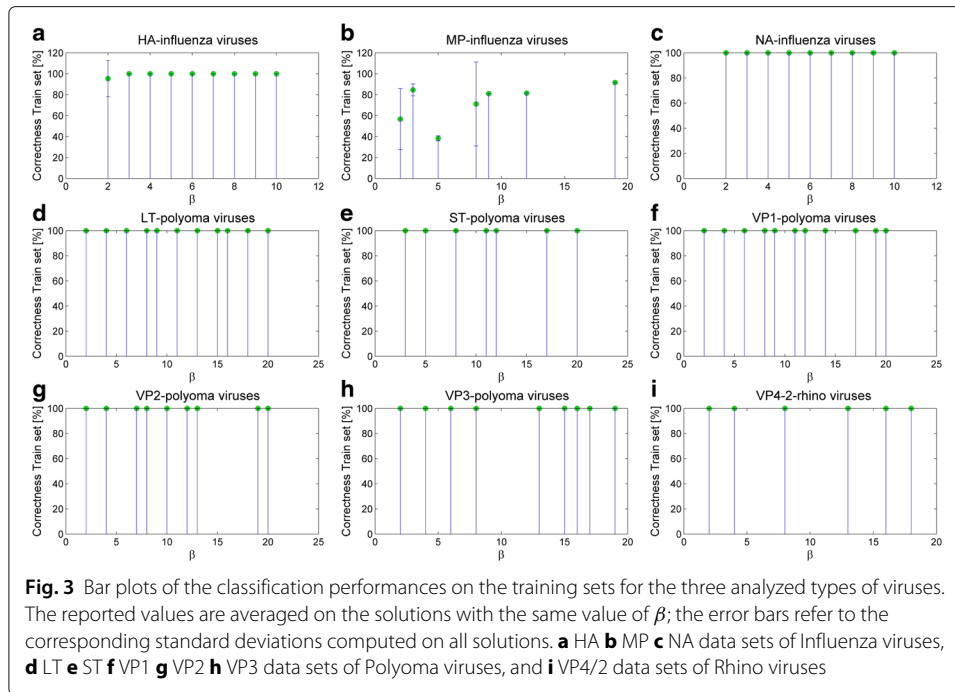 a HA-influenza viruses
Correctness Train set [%]
120
100
80
60
40
20
0
0 2 4 6 8 10 12
β
b MP-influenza viruses
Correctness Train set [%]
120
100
80
60
40
20
0
0 5 10 15 20
β
c NA-influenza viruses
Correctness Train set [%]
100
80
60
40
20
0
0 2 4 6 8 10 12
β
d LT-polyoma viruses
Correctness Train set [%]
100
80
60
40
20
0
0 5 10 15 20 25
β
e ST-polyoma viruses
Correctness Train set [%]
100
80
60
40
20
0
0 5 10 15 20 25
β
f VP1-polyoma viruses
Correctness Train set [%]
100
80
60
40
20
0
0 5 10 15 20 25
β
g VP2-polyoma viruses
Correctness Train set [%]
100
80
60
40
20
0
0 5 10 15 20 25
β
h VP3-polyoma viruses
Correctness Train set [%]
100
80
60
40
20
0
0 5 10 15 20
β
i VP4-2-rhino viruses
Correctness Train set [%]
100
80
60
40
20
0
0 5 10 15 20
β
Fig. 3 Bar plots of the classification performances on the training sets for the three analyzed types of viruses.
The reported values are averaged on the solutions with the same value of β; the error bars refer to the
corresponding standard deviations computed on all solutions. a HA b MP c NA data sets of Influenza viruses,
d LT e ST f VP1 g VP2 h VP3 data sets of Polyoma viruses, and i VP4/2 data sets of Rhino viruses